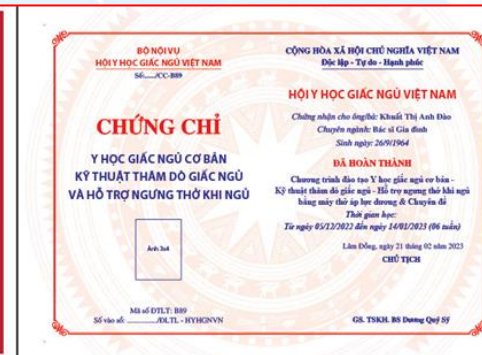 BỘ NỘI VỤ
HỘI Y HỌC GIẤC NGỦ VIỆT NAM
Số:....../CC-B89
CHỨNG CHỈ
Y HỌC GIẤC NGỦ CƠ BẢN
KỸ THUẬT THĂM DÒ GIẤC NGỦ
VÀ HỖ TRỢ NGƯNG THỞ KHI NGỦ
Ảnh 3x4
Mã số ĐTLT: B89
Số vào sổ: ............/ĐLTL - HYHGNVN
CỘNG HÒA XÃ HỘI CHỦ NGHĨA VIỆT NAM
Độc lập - Tự do - Hạnh phúc
HỘI Y HỌC GIẤC NGỦ VIỆT NAM
Chứng nhận cho ông/bà: Khuất Thị Anh Đào
Chuyên ngành: Bác sĩ Gia đình
Sinh ngày: 26/9/1964
ĐÃ HOÀN THÀNH
Chương trình đào tạo Y học giấc ngủ cơ bản -
Kỹ thuật thăm dò giấc ngủ - Hỗ trợ ngưng thở khi ngủ
bằng máy thở áp lực dương & Chuyên đề
Thời gian học:
Từ ngày 05/12/2022 đến ngày 14/01/2023 (06 tuần)
Lâm Đồng, ngày 21 tháng 02 năm 2023
CHỦ TỊCH
GS. TSKH. BS Dương Quý Sỹ